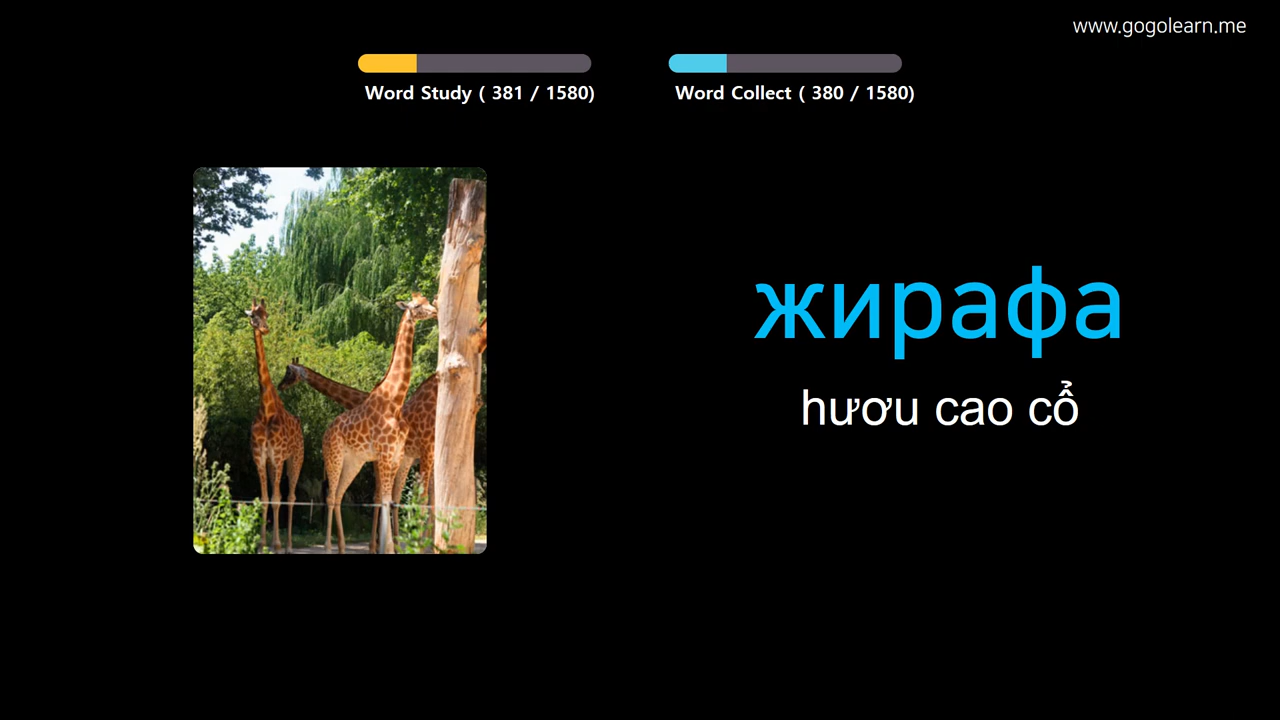 www.gogolearn.me
Word Study ( 381 / 1580)
Word Collect ( 380 / 1580)
жирафа
hươu cao cổ